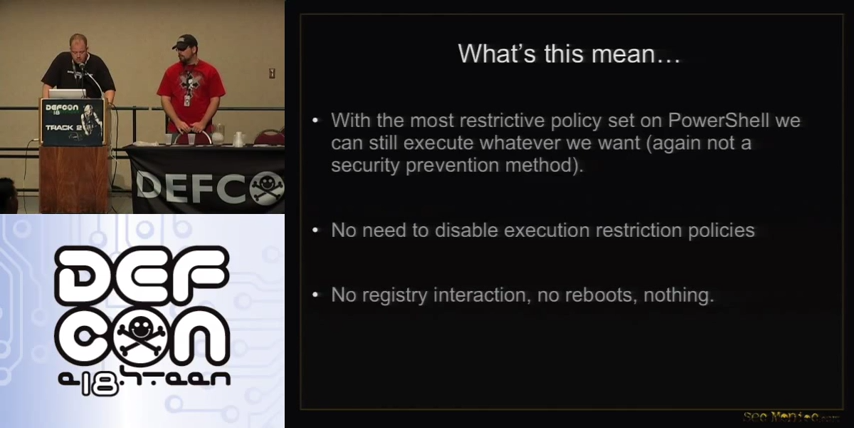 DEFCON
18
TRACK 2
DEFCO
What's this mean...
• With the most restrictive policy set on PowerShell we
can still execute whatever we want (again not a
security prevention method).
• No need to disable execution restriction policies
• No registry interaction, no reboots, nothing.
DEF
CON
e18hteen